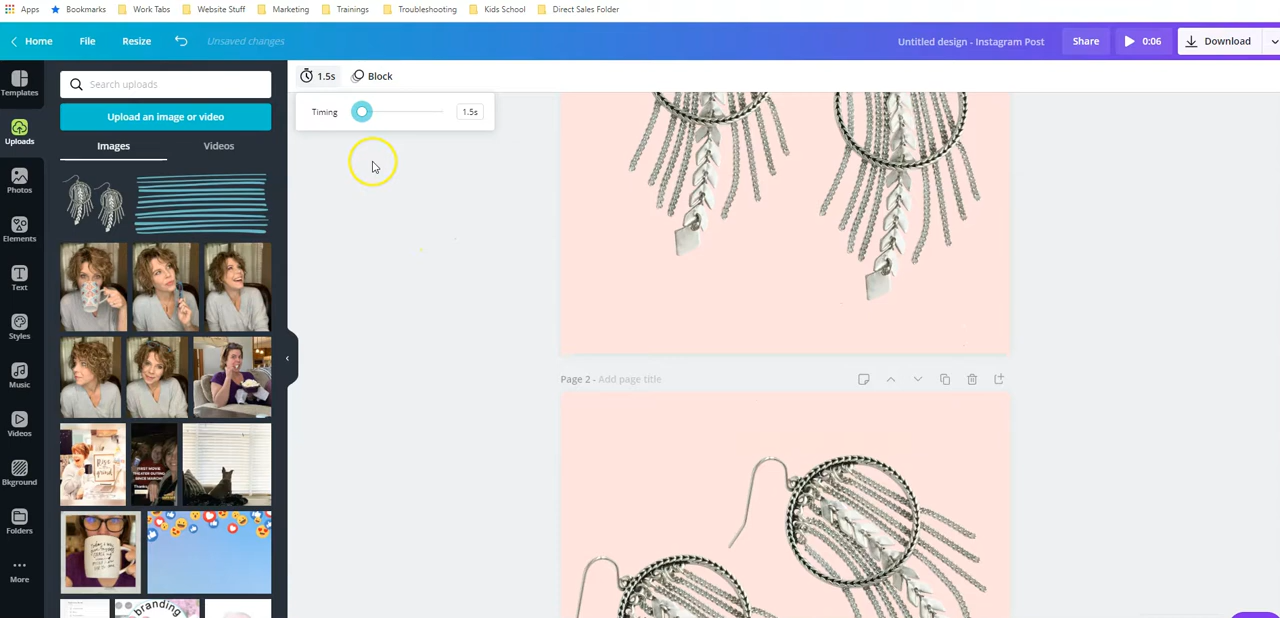 Apps Bookmarks Work Tabs Website Stuff Marketing Trainings Troubleshooting Kids School Direct Sales Folder
Home File Resize Unsaved changes Untitled design - Instagram Post Share 0:06 Download
Templates
Search uploads
1.5s Block
Upload an image or video
Timing 1.5s
Uploads
Images Videos
Photos
Elements
Text
Styles
Page 2 - Add page title
Music
Videos
Bkground
Folders
More
branding